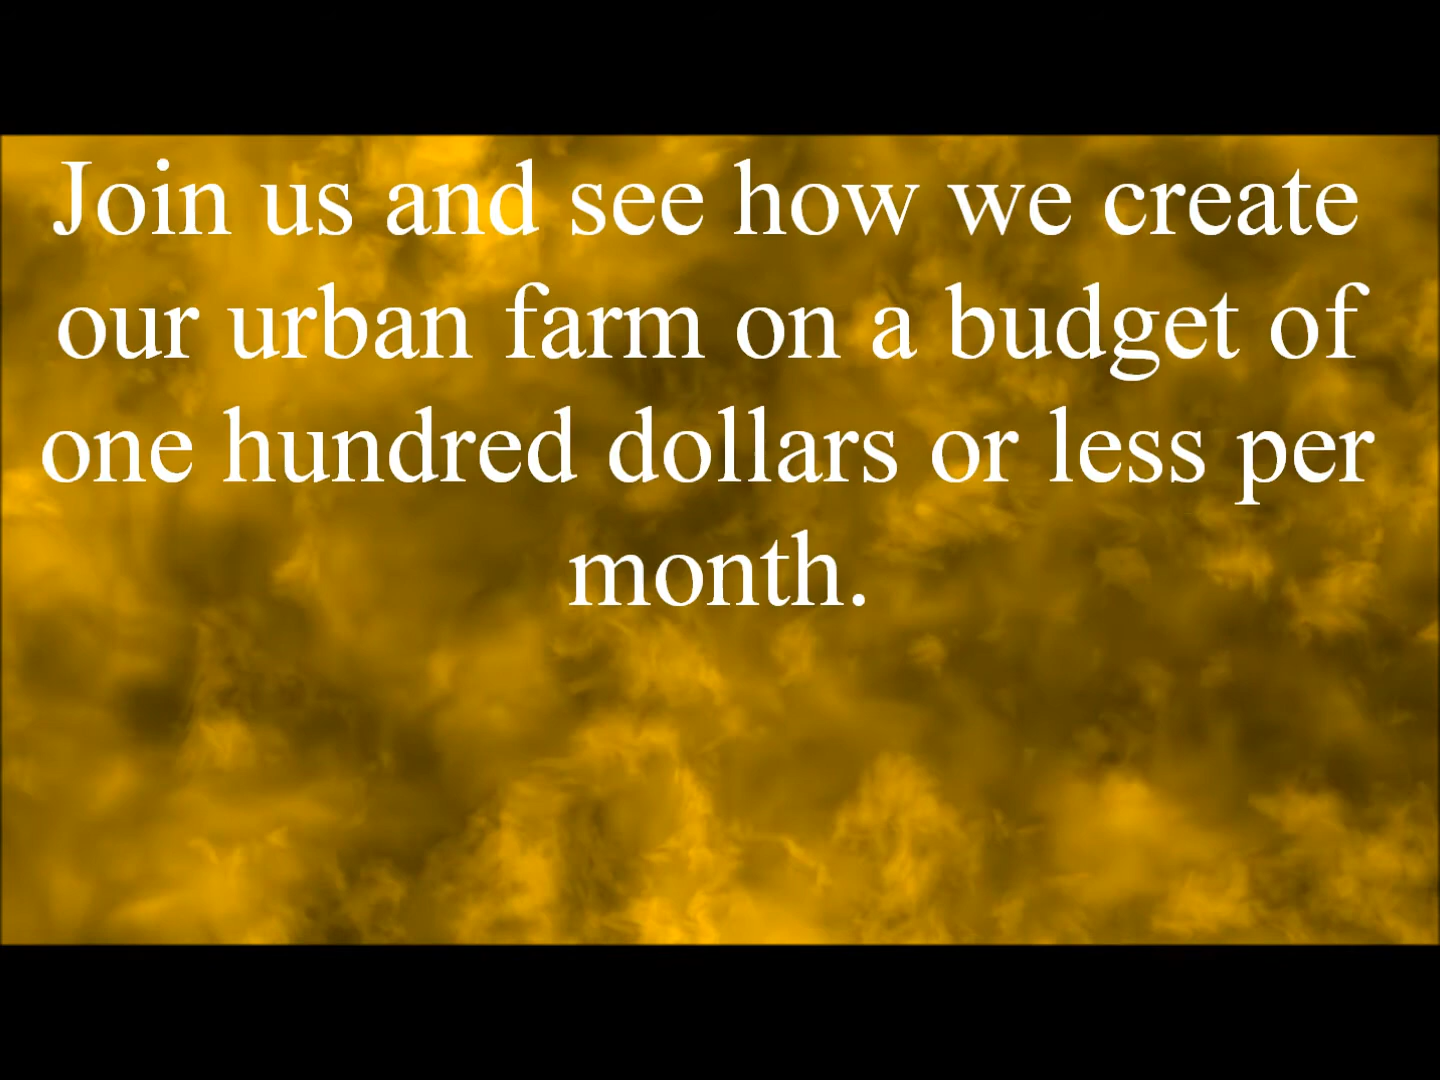 Join us and see how we create
our urban farm on a budget of
one hundred dollars or less per
month.